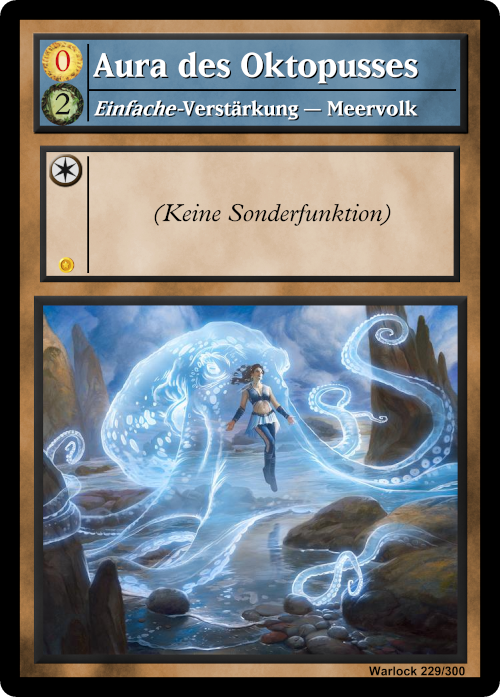 0
Aura des Oktopusses
2
Einfache-Verstärkung — Meervolk
(Keine Sonderfunktion)
Warlock 229/300